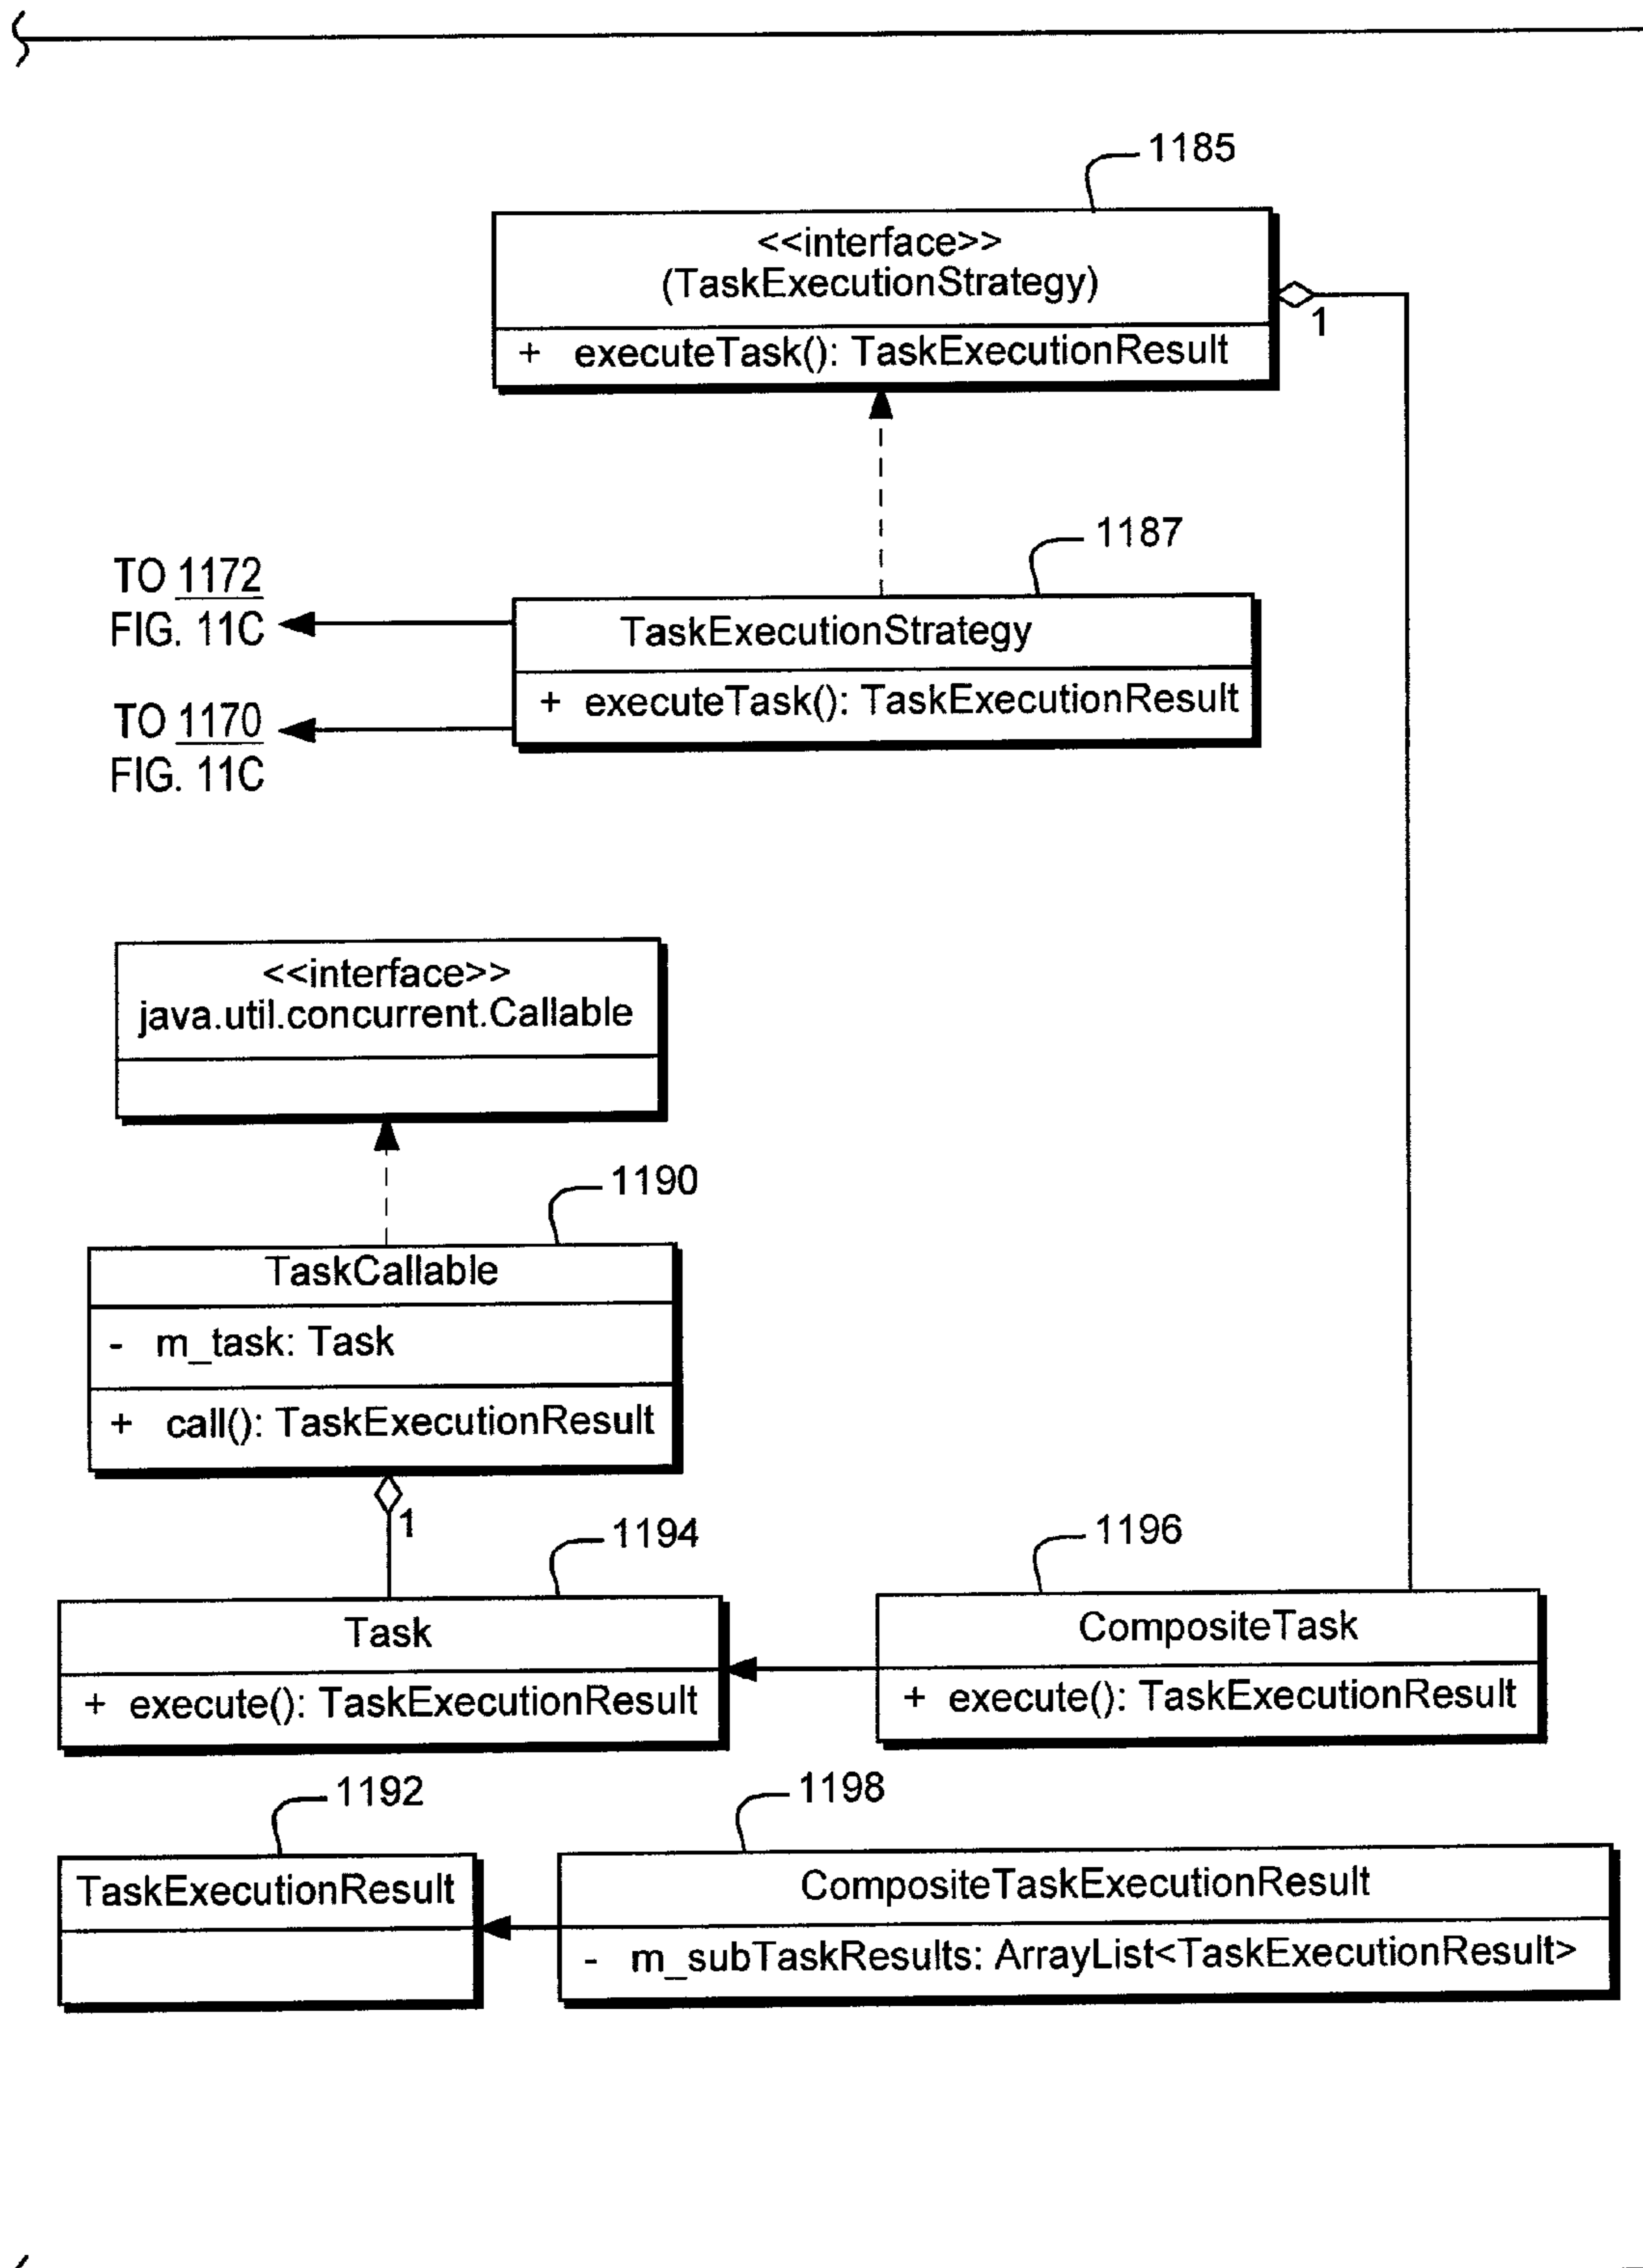 1185
<<interface>>
(TaskExecutionStrategy)
1
+ executeTask(): TaskExecutionResult
1187
TO 1172
FIG. 11C
TaskExecutionStrategy
+ executeTask(): TaskExecutionResult
TO 1170
FIG. 11C
<<interface>>
java.util.concurrent.Callable
1190
TaskCallable
- m_task: Task
+ call(): TaskExecutionResult
1
1194
1196
Task
+ execute(): TaskExecutionResult
CompositeTask
+ execute(): TaskExecutionResult
1192
1198
TaskExecutionResult
CompositeTaskExecutionResult
- m_subTaskResults: ArrayList<TaskExecutionResult>